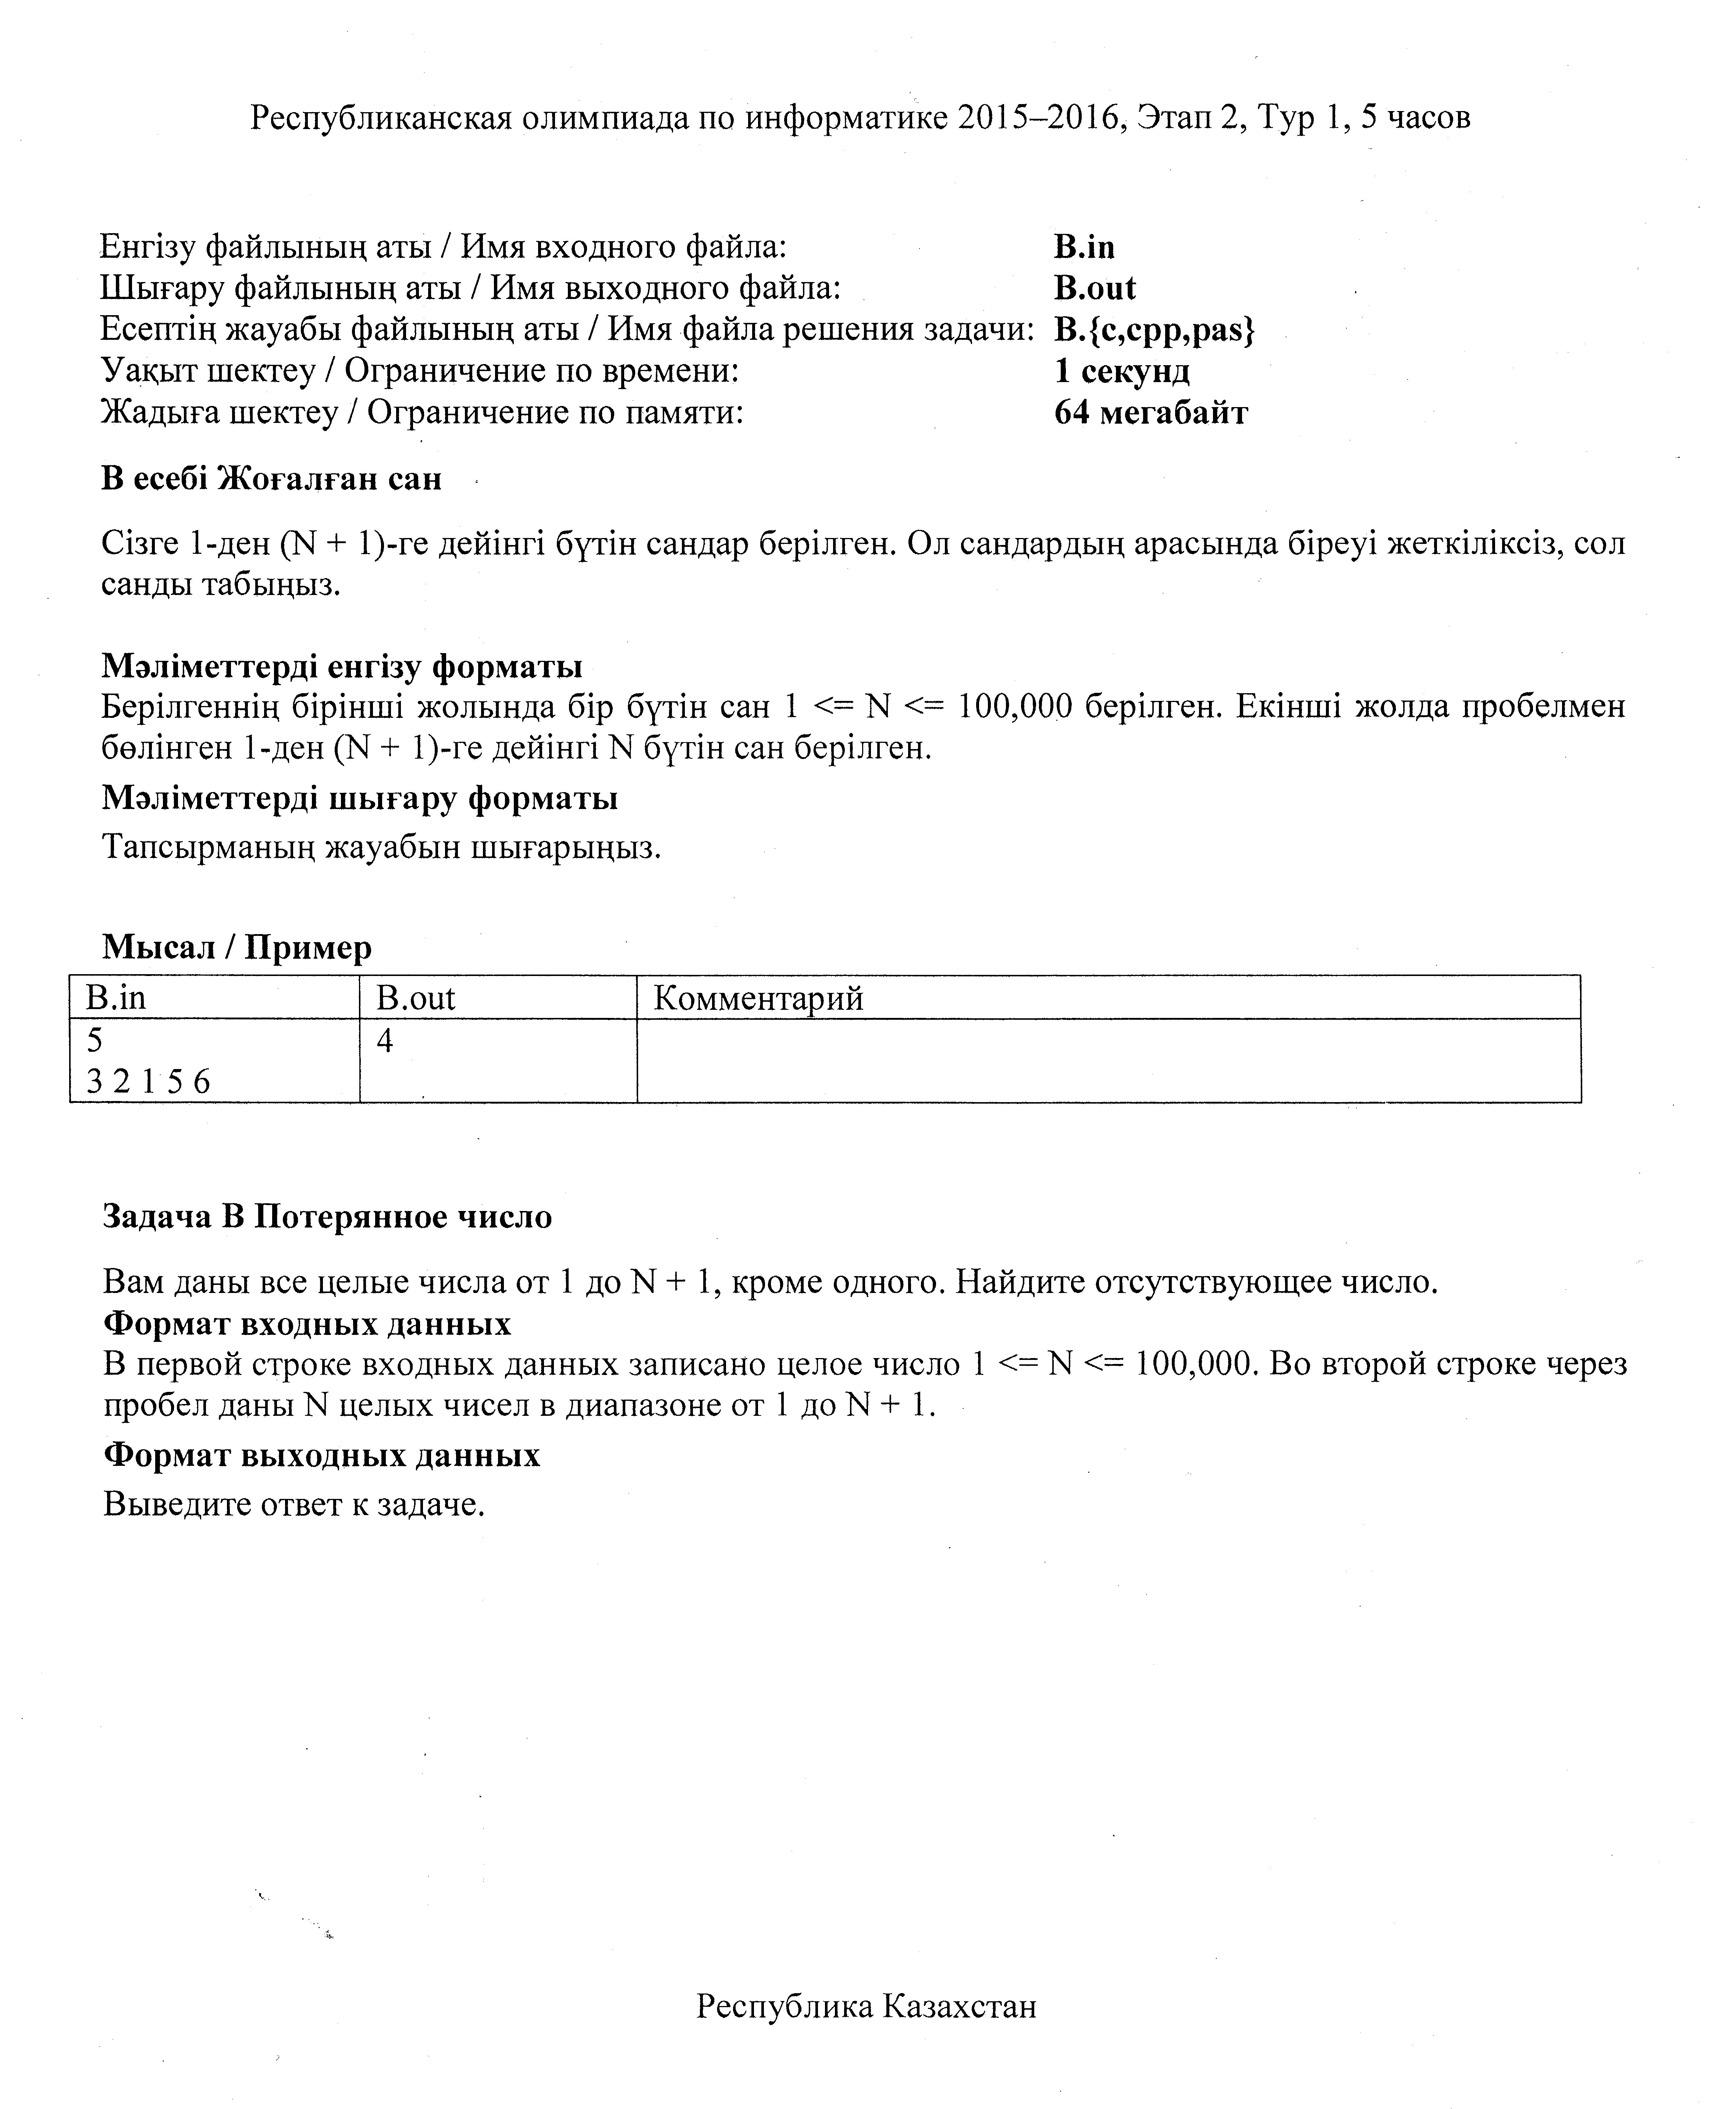 Республиканская олимпиада по информатике 2015–2016, Этап 2, Тур 1, 5 часов
Енгізу файлының аты / Имя входного файла: B.in
Шығару файлының аты / Имя выходного файла: B.out
Есептің жауабы файлының аты / Имя файла решения задачи: B.{c,cpp,pas}
Уақыт шектеу / Ограничение по времени: 1 секунд
Жадыға шектеу / Ограничение по памяти: 64 мегабайт
В есебі Жоғалған сан
Сізге 1-ден (N + 1)-ге дейінгі бүтін сандар берілген. Ол сандардың арасында біреуі жеткіліксіз, сол
санды табыңыз.
Мәліметтерді енгізу форматы
Берілгеннің бірінші жолында бір бүтін сан 1 <= N <= 100,000 берілген. Екінші жолда пробелмен
бөлінген 1-ден (N + 1)-ге дейінгі N бүтін сан берілген.
Мәліметтерді шығару форматы
Тапсырманың жауабын шығарыңыз.
Мысал / Пример
B.in B.out Комментарий
5 4
3 2 1 5 6
Задача В Потерянное число
Вам даны все целые числа от 1 до N + 1, кроме одного. Найдите отсутствующее число.
Формат входных данных
В первой строке входных данных записано целое число 1 <= N <= 100,000. Во второй строке через
пробел даны N целых чисел в диапазоне от 1 до N + 1.
Формат выходных данных
Выведите ответ к задаче.
Республика Казахстан